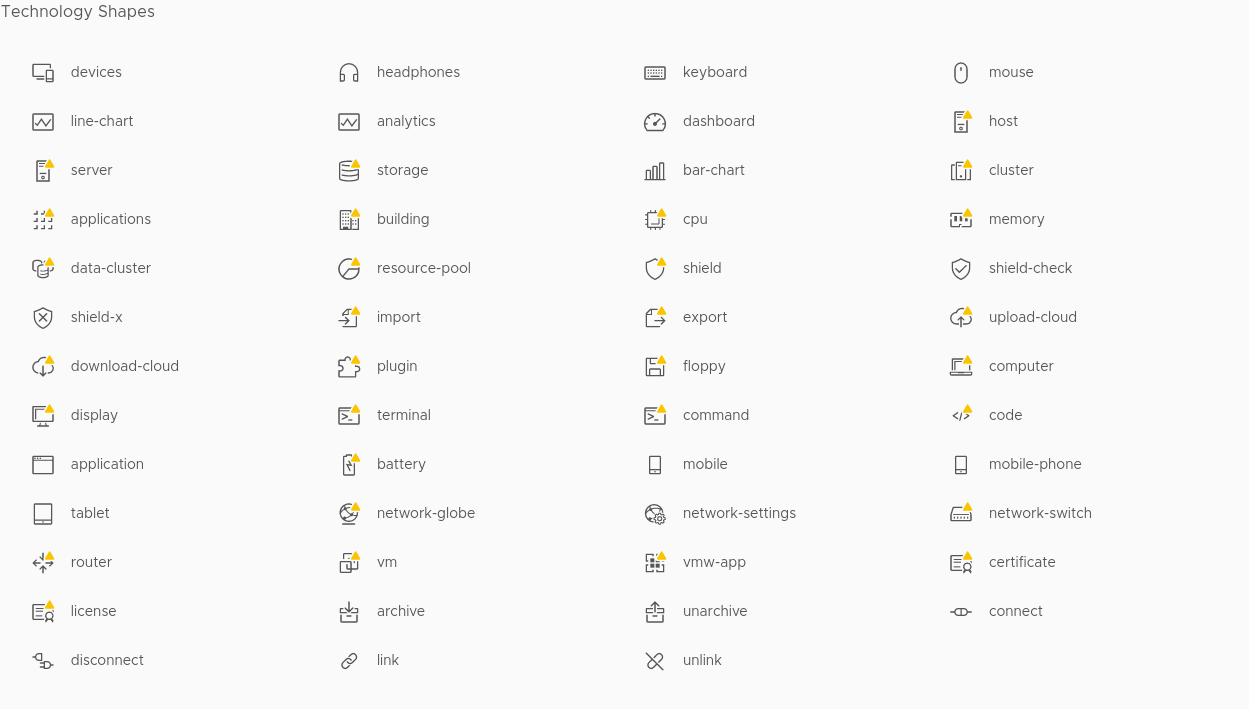 Technology Shapes
devices headphones keyboard mouse
line-chart analytics dashboard host
server storage bar-chart cluster
applications building cpu memory
data-cluster resource-pool shield shield-check
shield-x import export upload-cloud
download-cloud plugin floppy computer
display terminal command code
application battery mobile mobile-phone
tablet network-globe network-settings network-switch
router vm vmw-app certificate
license archive unarchive connect
disconnect link unlink